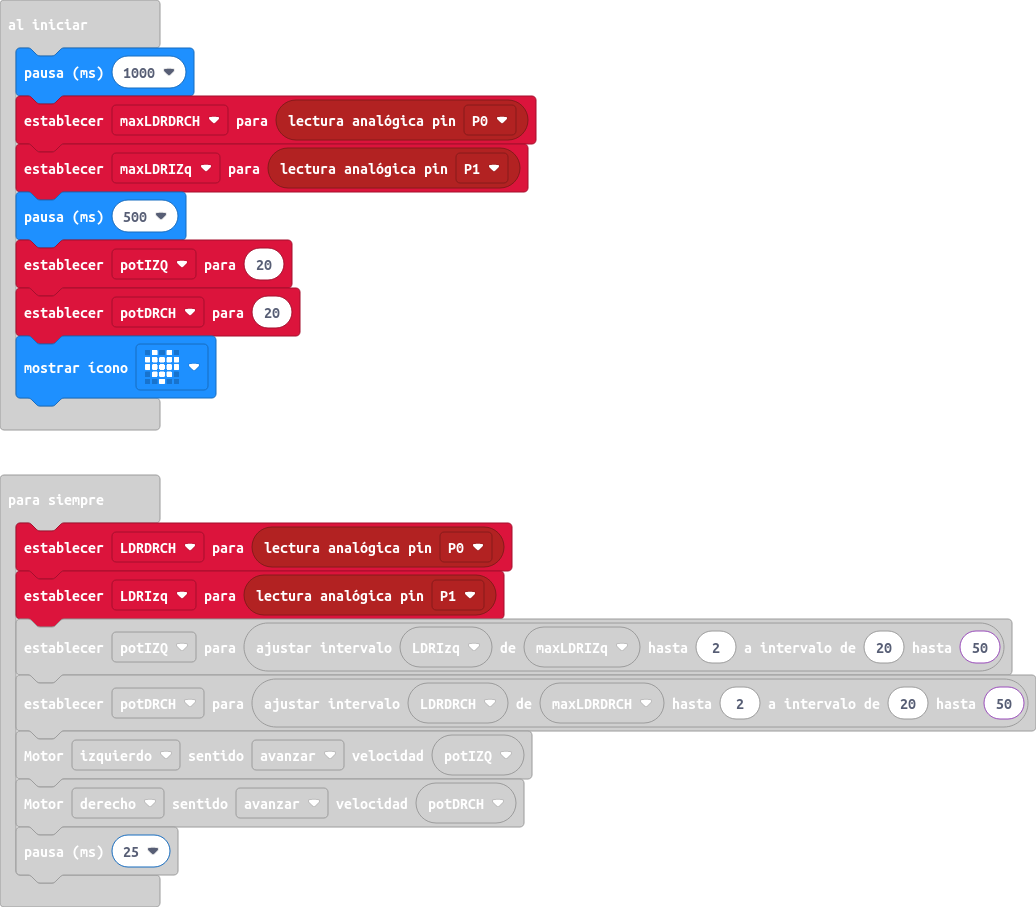 al iniciar
pausa (ms) 1000
establecer maxLDRDRCH para lectura analógica pin P0
establecer maxLDRIZq para lectura analógica pin P1
pausa (ms) 500
establecer potIZQ para 20
establecer potDRCH para 20
mostrar ícono
para siempre
establecer LDRDRCH para lectura analógica pin P0
establecer LDRIzq para lectura analógica pin P1
establecer potIZQ para ajustar intervalo LDRIzq de maxLDRIZq hasta 2 a intervalo de 20 hasta 50
establecer potDRCH para ajustar intervalo LDRDRCH de maxLDRDRCH hasta 2 a intervalo de 20 hasta 50
Motor izquierdo sentido avanzar velocidad potIZQ
Motor derecho sentido avanzar velocidad potDRCH
pausa (ms) 25